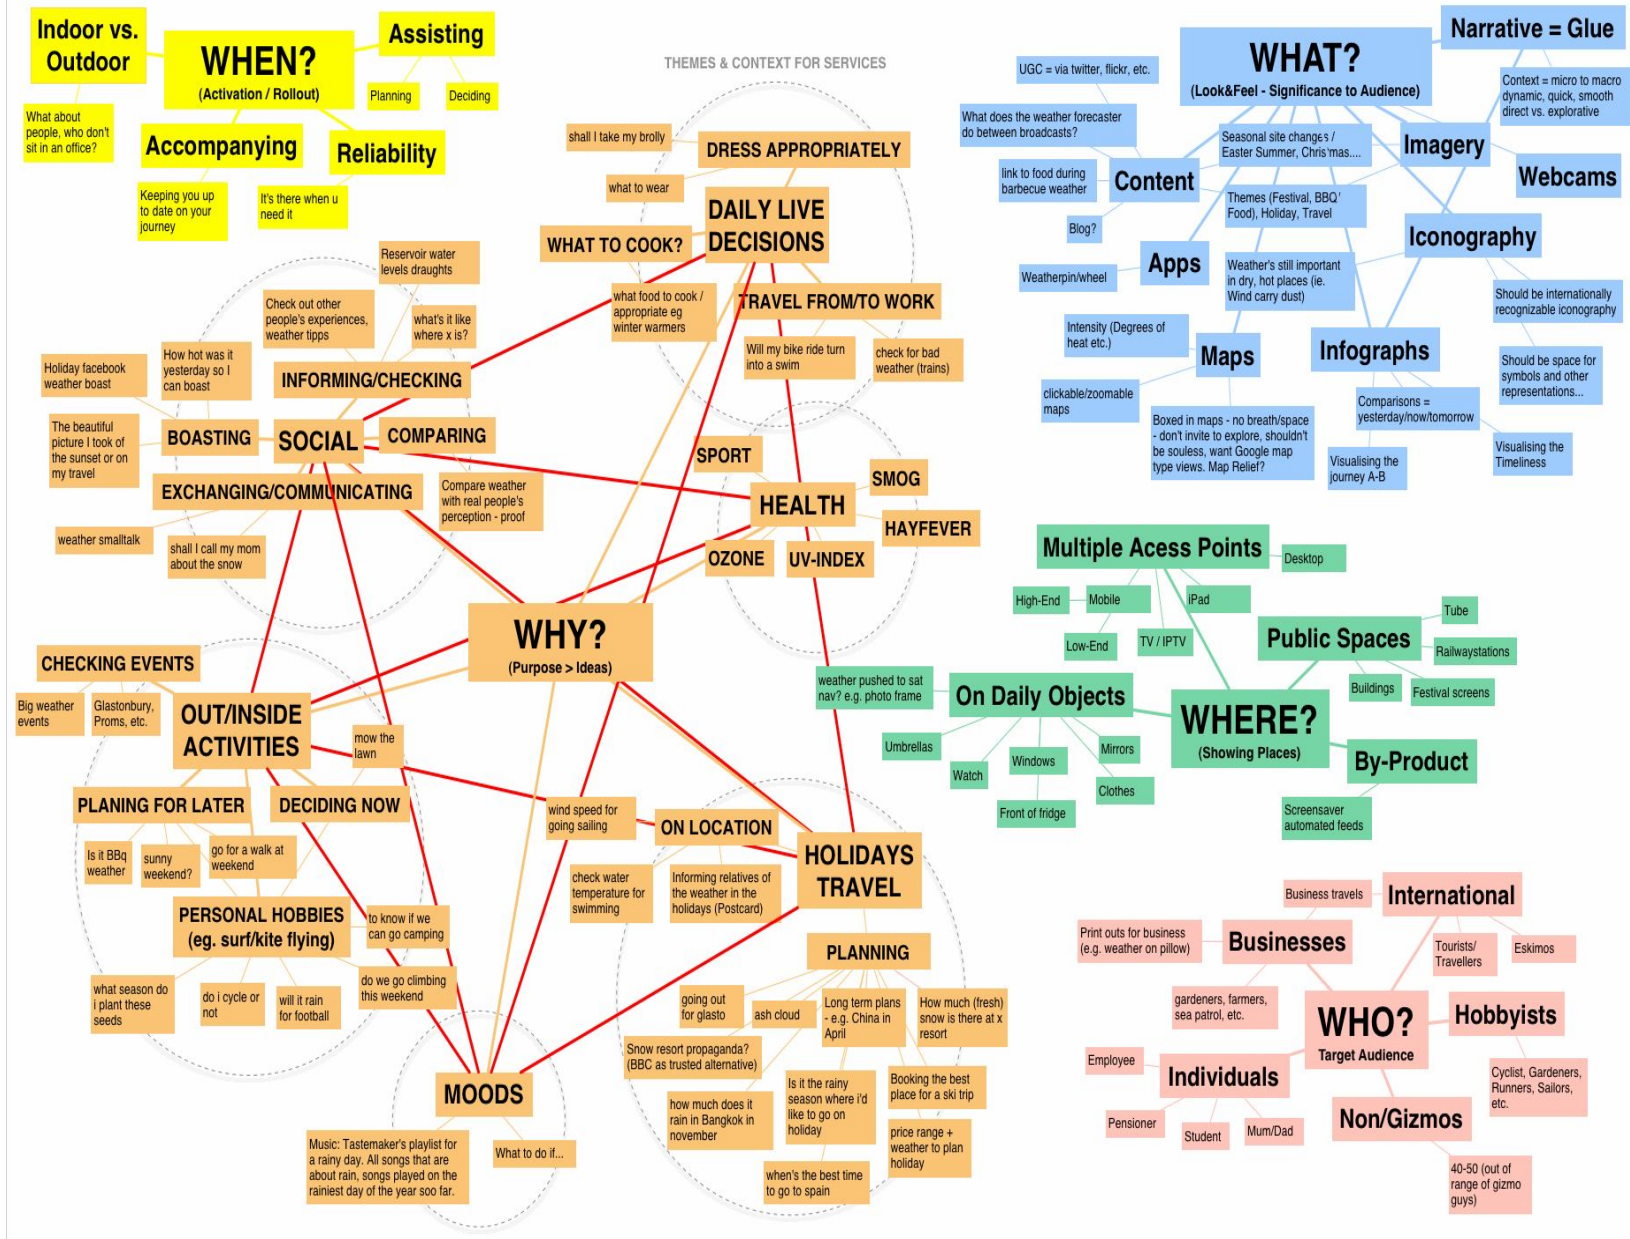 Indoor vs.
Outdoor
What about
people, who don't
sit in an office?
WHEN?
(Activation / Rollout)
Assisting
Planning
Deciding
Accompanying
Keeping you up
to date on your
journey
Reliability
It's there when u
need it
THEMES & CONTEXT FOR SERVICES
shall I take my brolly
DRESS APPROPRIATELY
what to wear
DAILY LIVE
DECISIONS
WHAT TO COOK?
what food to cook /
appropriate eg
winter warmers
TRAVEL FROM/TO WORK
Will my bike ride turn
into a swim
check for bad
weather (trains)
Reservoir water
levels draughts
Check out other
people's experiences,
weather tipps
what's it like
where x is?
INFORMING/CHECKING
Holiday facebook
weather boast
How hot was it
yesterday so I
can boast
The beautiful
picture I took of
the sunset or on
my travel
BOASTING
SOCIAL
COMPARING
EXCHANGING/COMMUNICATING
Compare weather
with real people's
perception - proof
weather smalltalk
shall I call my mom
about the snow
SPORT
SMOG
HEALTH
HAYFEVER
OZONE
UV-INDEX
WHY?
(Purpose > Ideas)
CHECKING EVENTS
Big weather
events
Glastonbury,
Proms, etc.
OUT/INSIDE
ACTIVITIES
mow the
lawn
PLANING FOR LATER
DECIDING NOW
Is it BBq
weather
sunny
weekend?
go for a walk at
weekend
PERSONAL HOBBIES
(eg. surf/kite flying)
to know if we
can go camping
what season do
i plant these
seeds
do i cycle or
not
will it rain
for football
do we go climbing
this weekend
MOODS
Music: Tastemaker's playlist for
a rainy day. All songs that are
about rain, songs played on the
rainiest day of the year soo far.
What to do if...
wind speed for
going sailing
ON LOCATION
HOLIDAYS
TRAVEL
check water
temperature for
swimming
Informing relatives of
the weather in the
holidays (Postcard)
PLANNING
going out
for glasto
ash cloud
Long term plans
- e.g. China in
April
How much (fresh)
snow is there at x
resort
Snow resort propaganda?
(BBC as trusted alternative)
how much does it
rain in Bangkok in
november
Is it the rainy
season where i'd
like to go on
holiday
Booking the best
place for a ski trip
price range +
weather to plan
holiday
when's the best time
to go to spain
WHAT?
(Look&Feel - Significance to Audience)
Narrative = Glue
Context = micro to macro
dynamic, quick, smooth
direct vs. explorative
UGC = via twitter, flickr, etc.
What does the weather forecaster
do between broadcasts?
link to food during
barbecue weather
Content
Blog?
Seasonal site changes /
Easter Summer, Chris'mas....
Themes (Festival, BBQ'
Food), Holiday, Travel
Weather's still important
in dry, hot places (ie.
Wind carry dust)
Imagery
Webcams
Iconography
Should be internationally
recognizable iconography
Should be space for
symbols and other
representations...
Apps
Weatherpin/wheel
Intensity (Degrees of
heat etc.)
Maps
clickable/zoomable
maps
Boxed in maps - no breath/space
- don't invite to explore, shouldn't
be souless, want Google map
type views. Map Relief?
Infographs
Comparisons =
yesterday/now/tomorrow
Visualising the
journey A-B
Visualising the
Timeliness
Multiple Acess Points
Desktop
High-End
Mobile
iPad
Low-End
TV / IPTV
Public Spaces
Tube
Railwaystations
Buildings
Festival screens
weather pushed to sat
nav? e.g. photo frame
On Daily Objects
WHERE?
(Showing Places)
Umbrellas
Watch
Windows
Mirrors
Clothes
Front of fridge
By-Product
Screensaver
automated feeds
Business travels
International
Print outs for business
(e.g. weather on pillow)
Businesses
Tourists/
Travellers
Eskimos
gardeners, farmers,
sea patrol, etc.
WHO?
Target Audience
Hobbyists
Cyclist, Gardeners,
Runners, Sailors,
etc.
Employee
Individuals
Pensioner
Student
Mum/Dad
Non/Gizmos
40-50 (out of
range of gizmo
guys)